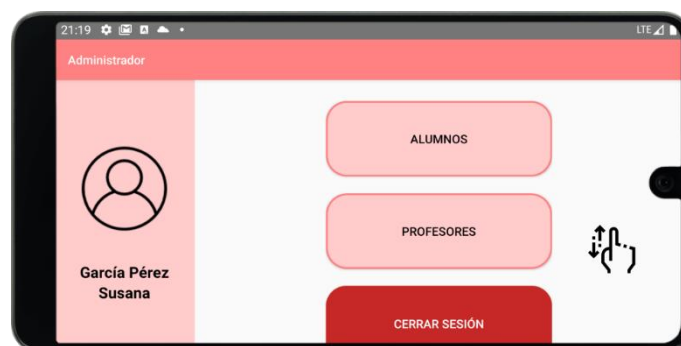 21:19
LTE
Administrador
ALUMNOS
PROFESORES
García Pérez
Susana
CERRAR SESIÓN